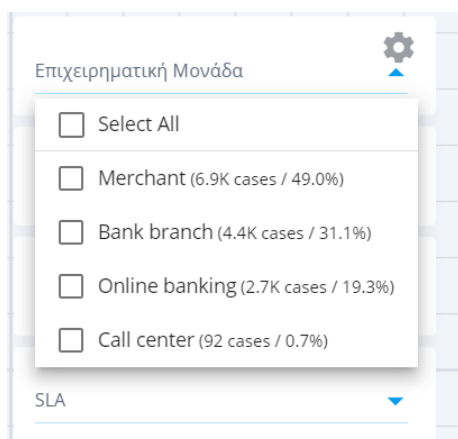 Επιχειρηματική Μονάδα
Select All
Merchant (6.9K cases / 49.0%)
Bank branch (4.4K cases / 31.1%)
Online banking (2.7K cases / 19.3%)
Call center (92 cases / 0.7%)
SLA